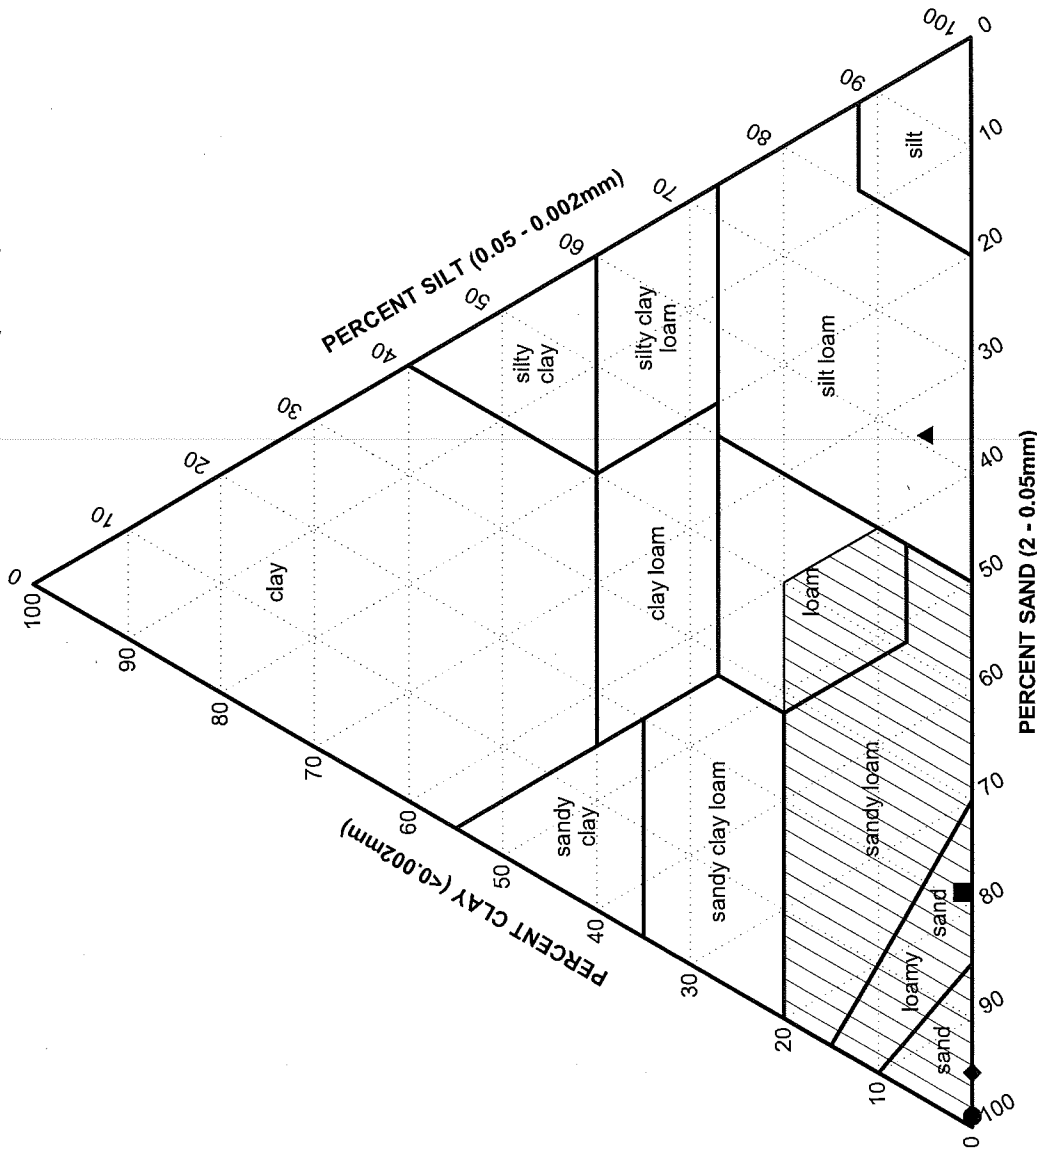 PERCENT SILT (0.05 - 0.002mm)
0
10
20
30
40
50
60
70
80
90
100
PERCENT CLAY (<0.002mm)
100
90
80
70
60
50
40
30
20
10
0
clay
silty
clay
silty clay
loam
clay loam
sandy
clay
sandy clay loam
loam
silt loam
silt
sandy loam
loamy
sand
sand
0
10
20
30
40
50
60
70
80
90
100
PERCENT SAND (2 - 0.05mm)